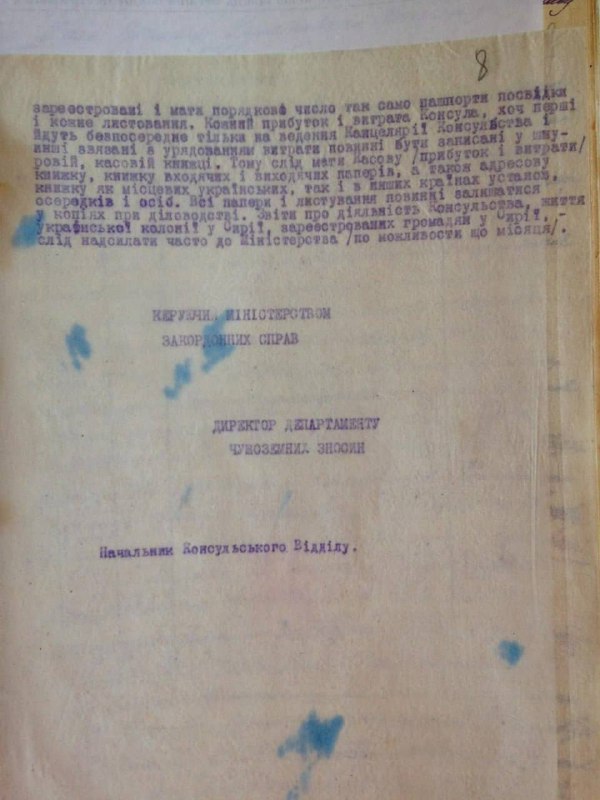 8
зареєстровані і мати порядкове число так само пашпорти посвідки
і кожне листовання. Кожний прибуток і витрата Консула, хоч перші
йдуть безпосередне тільки на ведення Канцелярії Консульства і
инші звязані з урядованням витрати повинні бути записані у шну-
ровій, касовій книжці. Тому слід мати Касову /прибуток і витрати/
книжку, книжку входячих і виходячих паперів, а також адресову
книжку як місцевих українських, так і в инших країнах установ,
осередків і осіб. Всі папери і листування повинні залишатися
у копіях при діловодстві. Звіти про діяльність Консульства, життя
української колонії у Сирії, зареєстрованих громадян у Сирії, -
слід надсилати часто до Міністерства /по можливости що місяця/.
КЕРУЮЧИЙ МІНІСТЕРСТВОМ
ЗАКОРДОННИХ СПРАВ
ДИРЕКТОР ДЕПАРТАМЕНТУ
ЧУЖОЗЕМНИХ ЗНОСИН
Начальник Консульського Відділу.